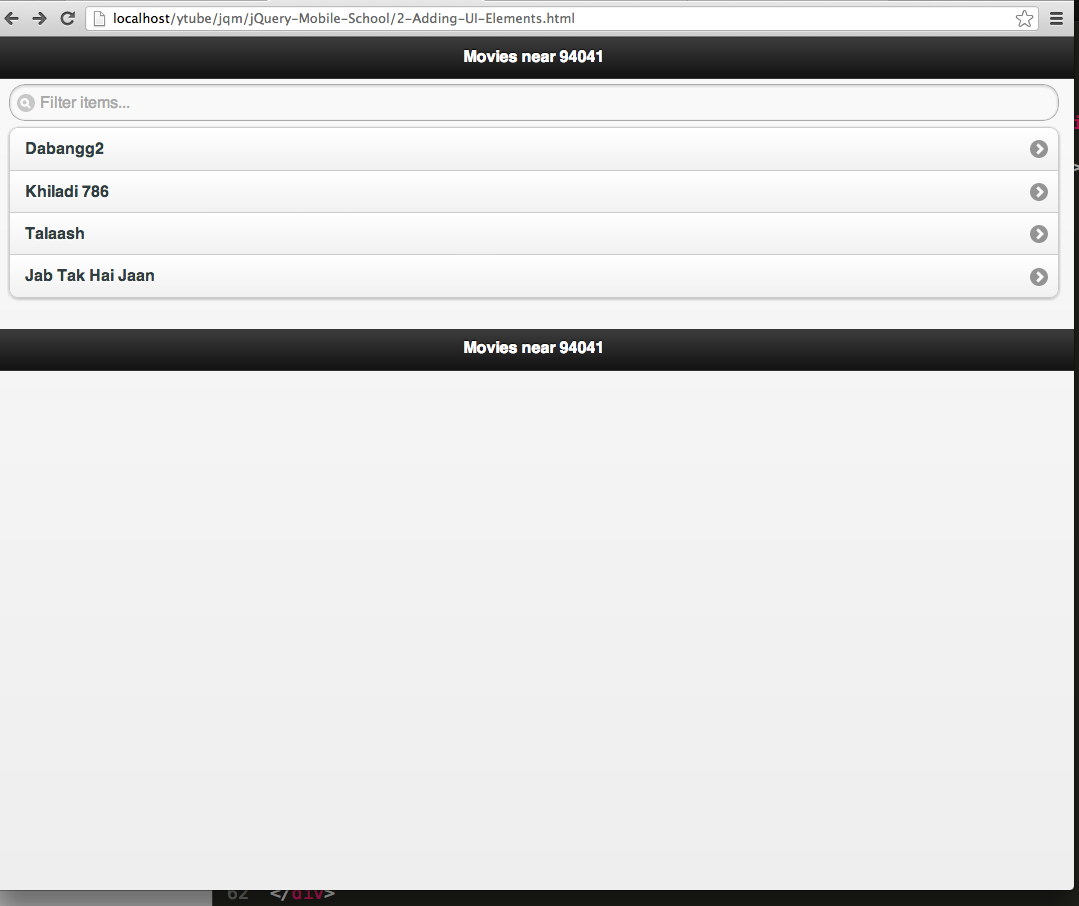 localhost/ytube/jqm/jQuery-Mobile-School/2-Adding-UI-Elements.html
Movies near 94041
Filter items...
Dabangg2
Khiladi 786
Talaash
Jab Tak Hai Jaan
Movies near 94041
62 </div>